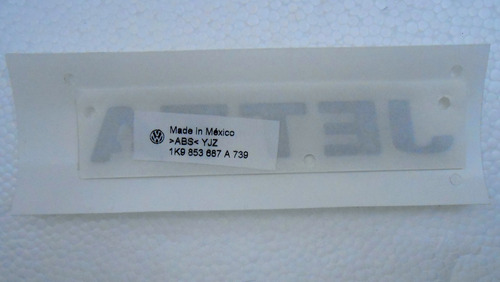 JETTA
Made in México
>ABS< YJZ
1K9 853 687 A 739